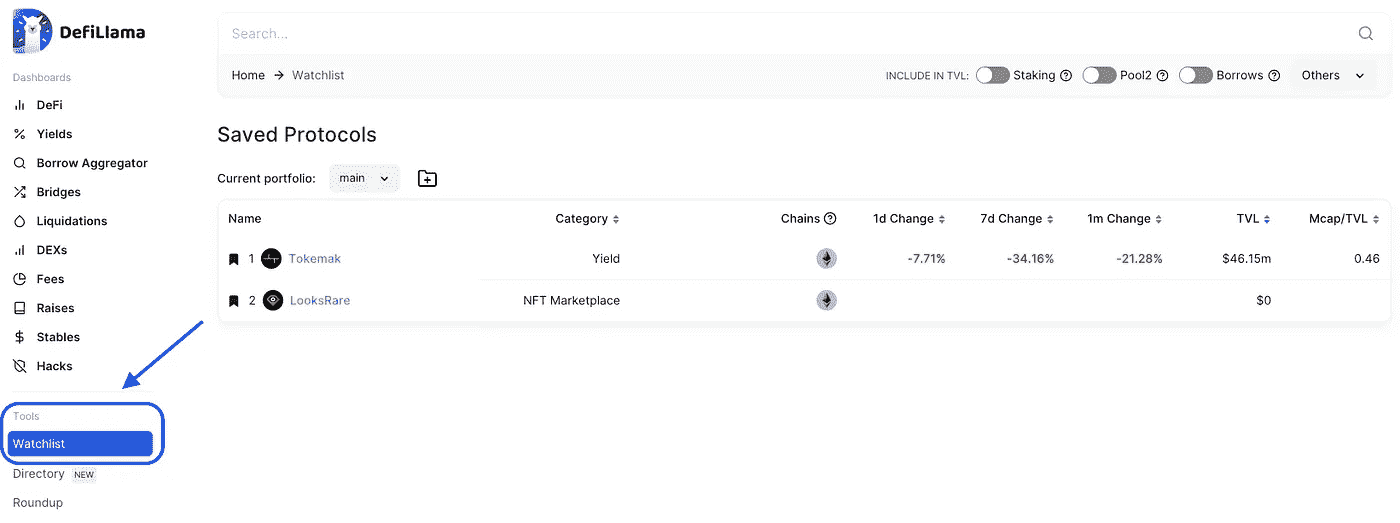 DefiLlama
Dashboards
DeFi
Yields
Borrow Aggregator
Bridges
Liquidations
DEXs
Fees
Raises
Stables
Hacks
Tools
Watchlist
Directory NEW
Roundup
Search...
Home → Watchlist
INCLUDE IN TVL: Staking Pool2 Borrows Others
Saved Protocols
Current portfolio: main
Name Category Chains 1d Change 7d Change 1m Change TVL Mcap/TVL
1 Tokemak Yield -7.71% -34.16% -21.28% $46.15m 0.46
2 LooksRare NFT Marketplace $0